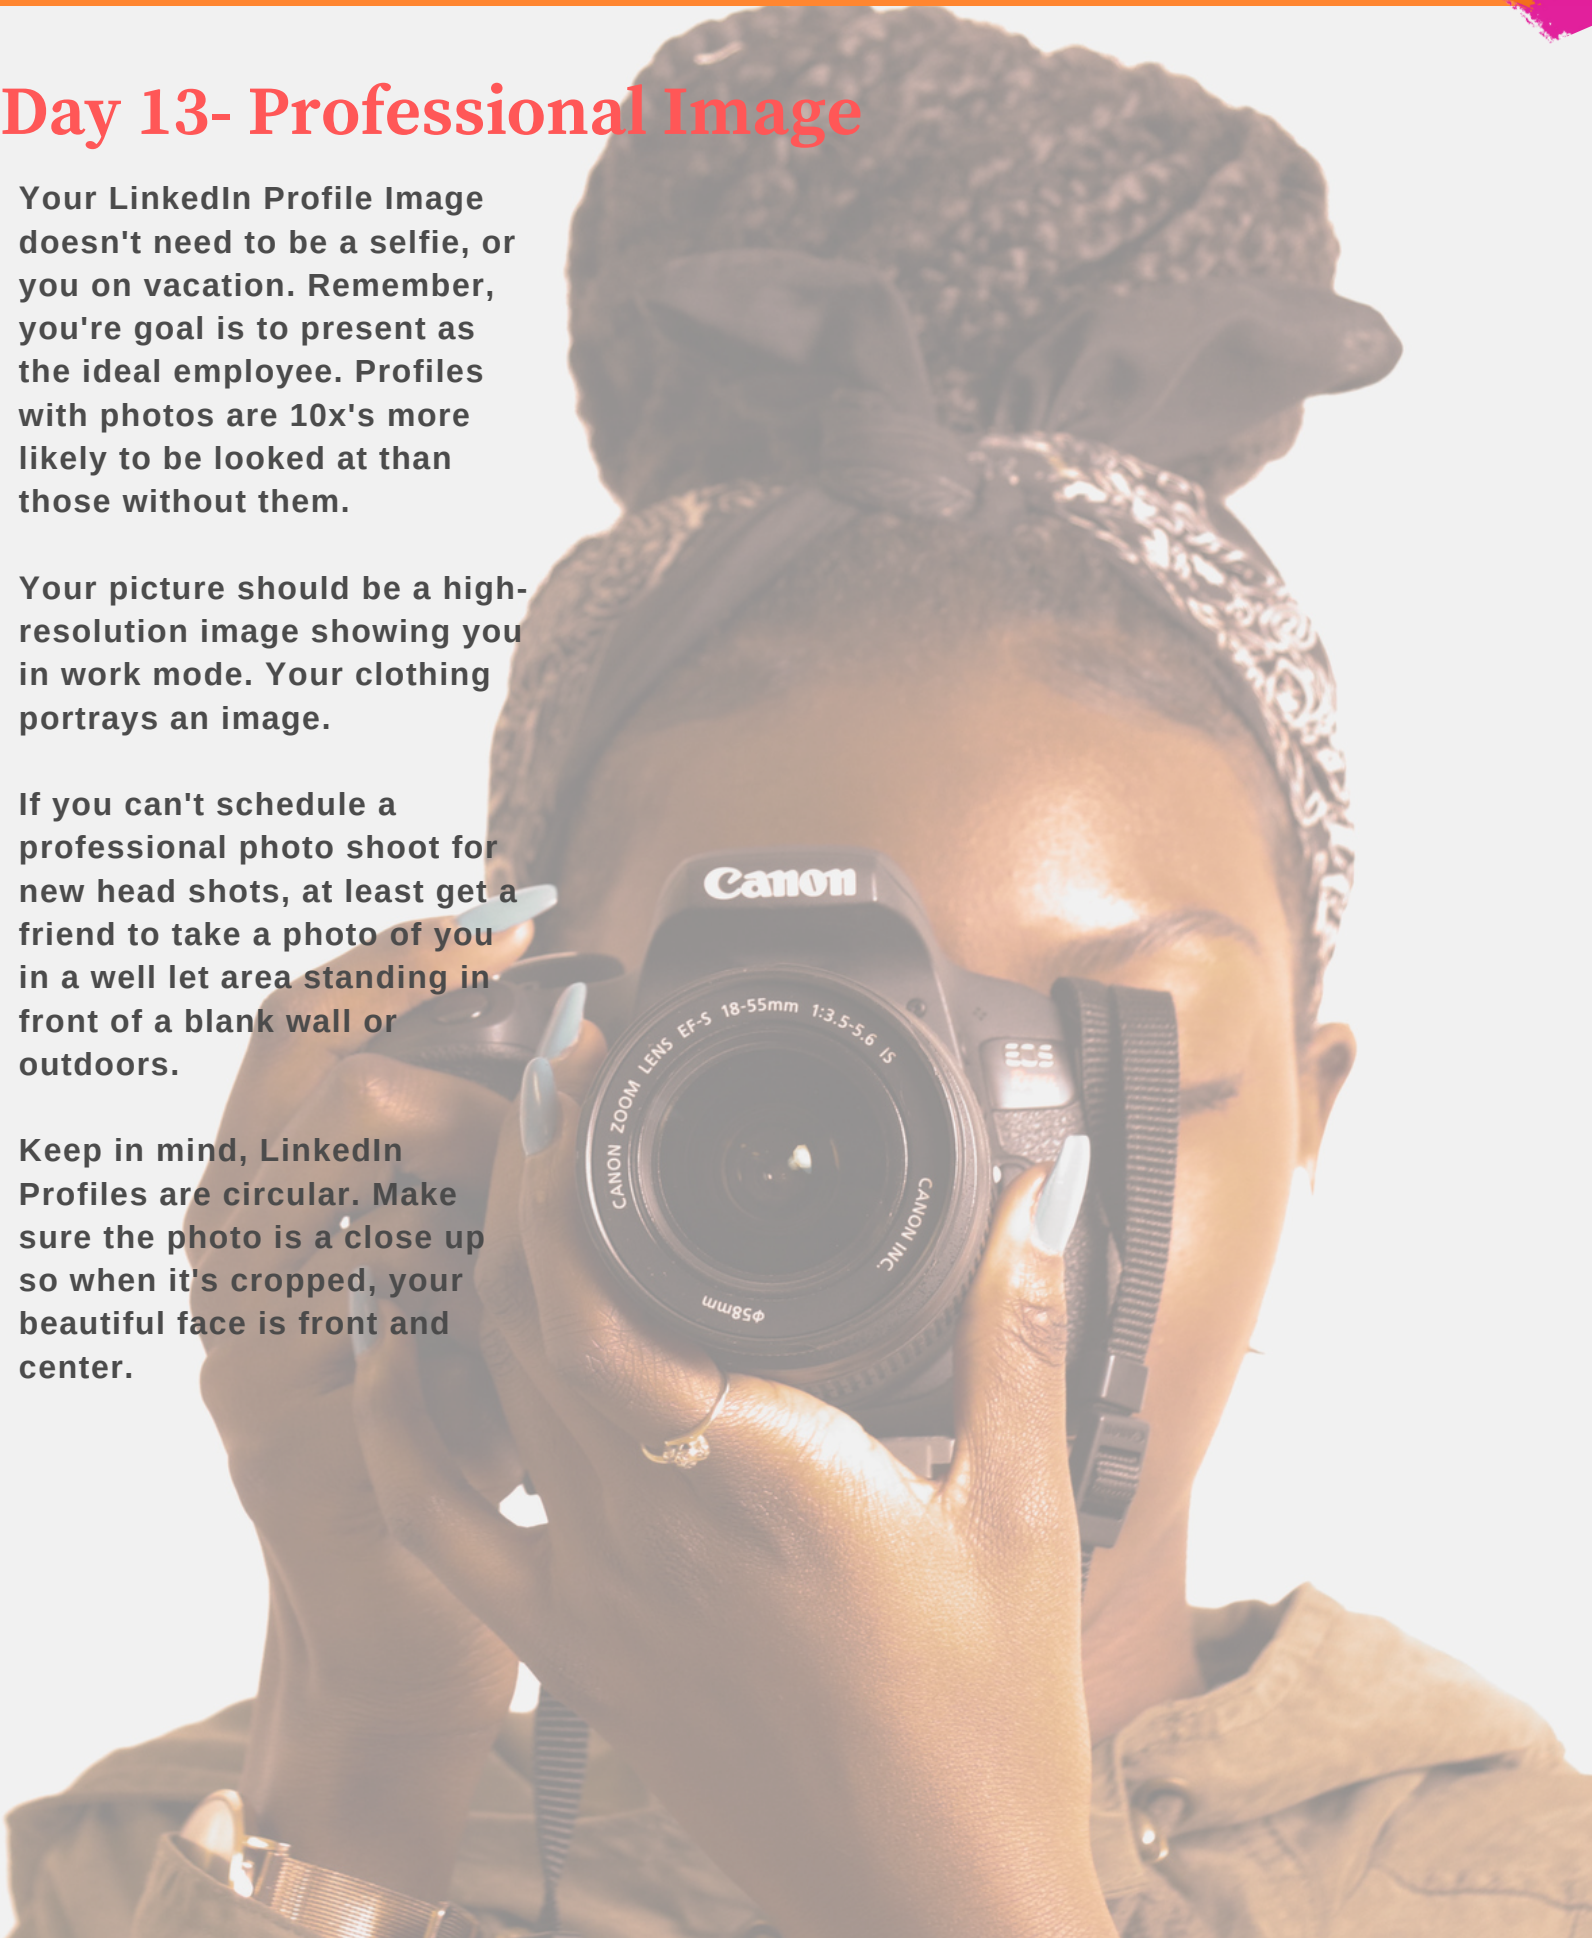 Day 13- Professional Image
Your LinkedIn Profile Image
doesn't need to be a selfie, or
you on vacation. Remember,
you're goal is to present as
the ideal employee. Profiles
with photos are 10x's more
likely to be looked at than
those without them.
Your picture should be a high-
resolution image showing you
in work mode. Your clothing
portrays an image.
If you can't schedule a
professional photo shoot for
new head shots, at least get a
friend to take a photo of you
in a well let area standing in
front of a blank wall or
outdoors.
Keep in mind, LinkedIn
Profiles are circular. Make
sure the photo is a close up
so when it's cropped, your
beautiful face is front and
center.
Canon
CANON ZOOM LENS EF-S 18-55mm 1:3.5-5.6 IS
CANON INC.
φ58mm